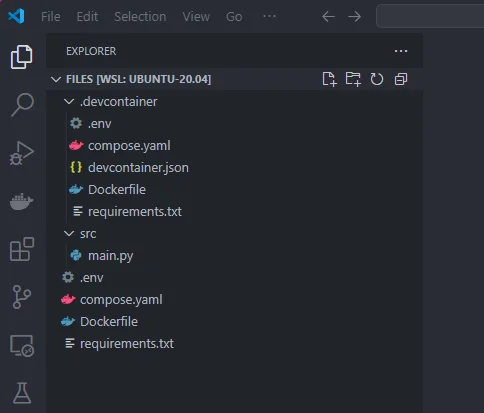 File Edit Selection View Go ...
EXPLORER ...
FILES [WSL: UBUNTU-20.04]
.devcontainer
.env
compose.yaml
{} devcontainer.json
Dockerfile
requirements.txt
src
main.py
.env
compose.yaml
Dockerfile
requirements.txt